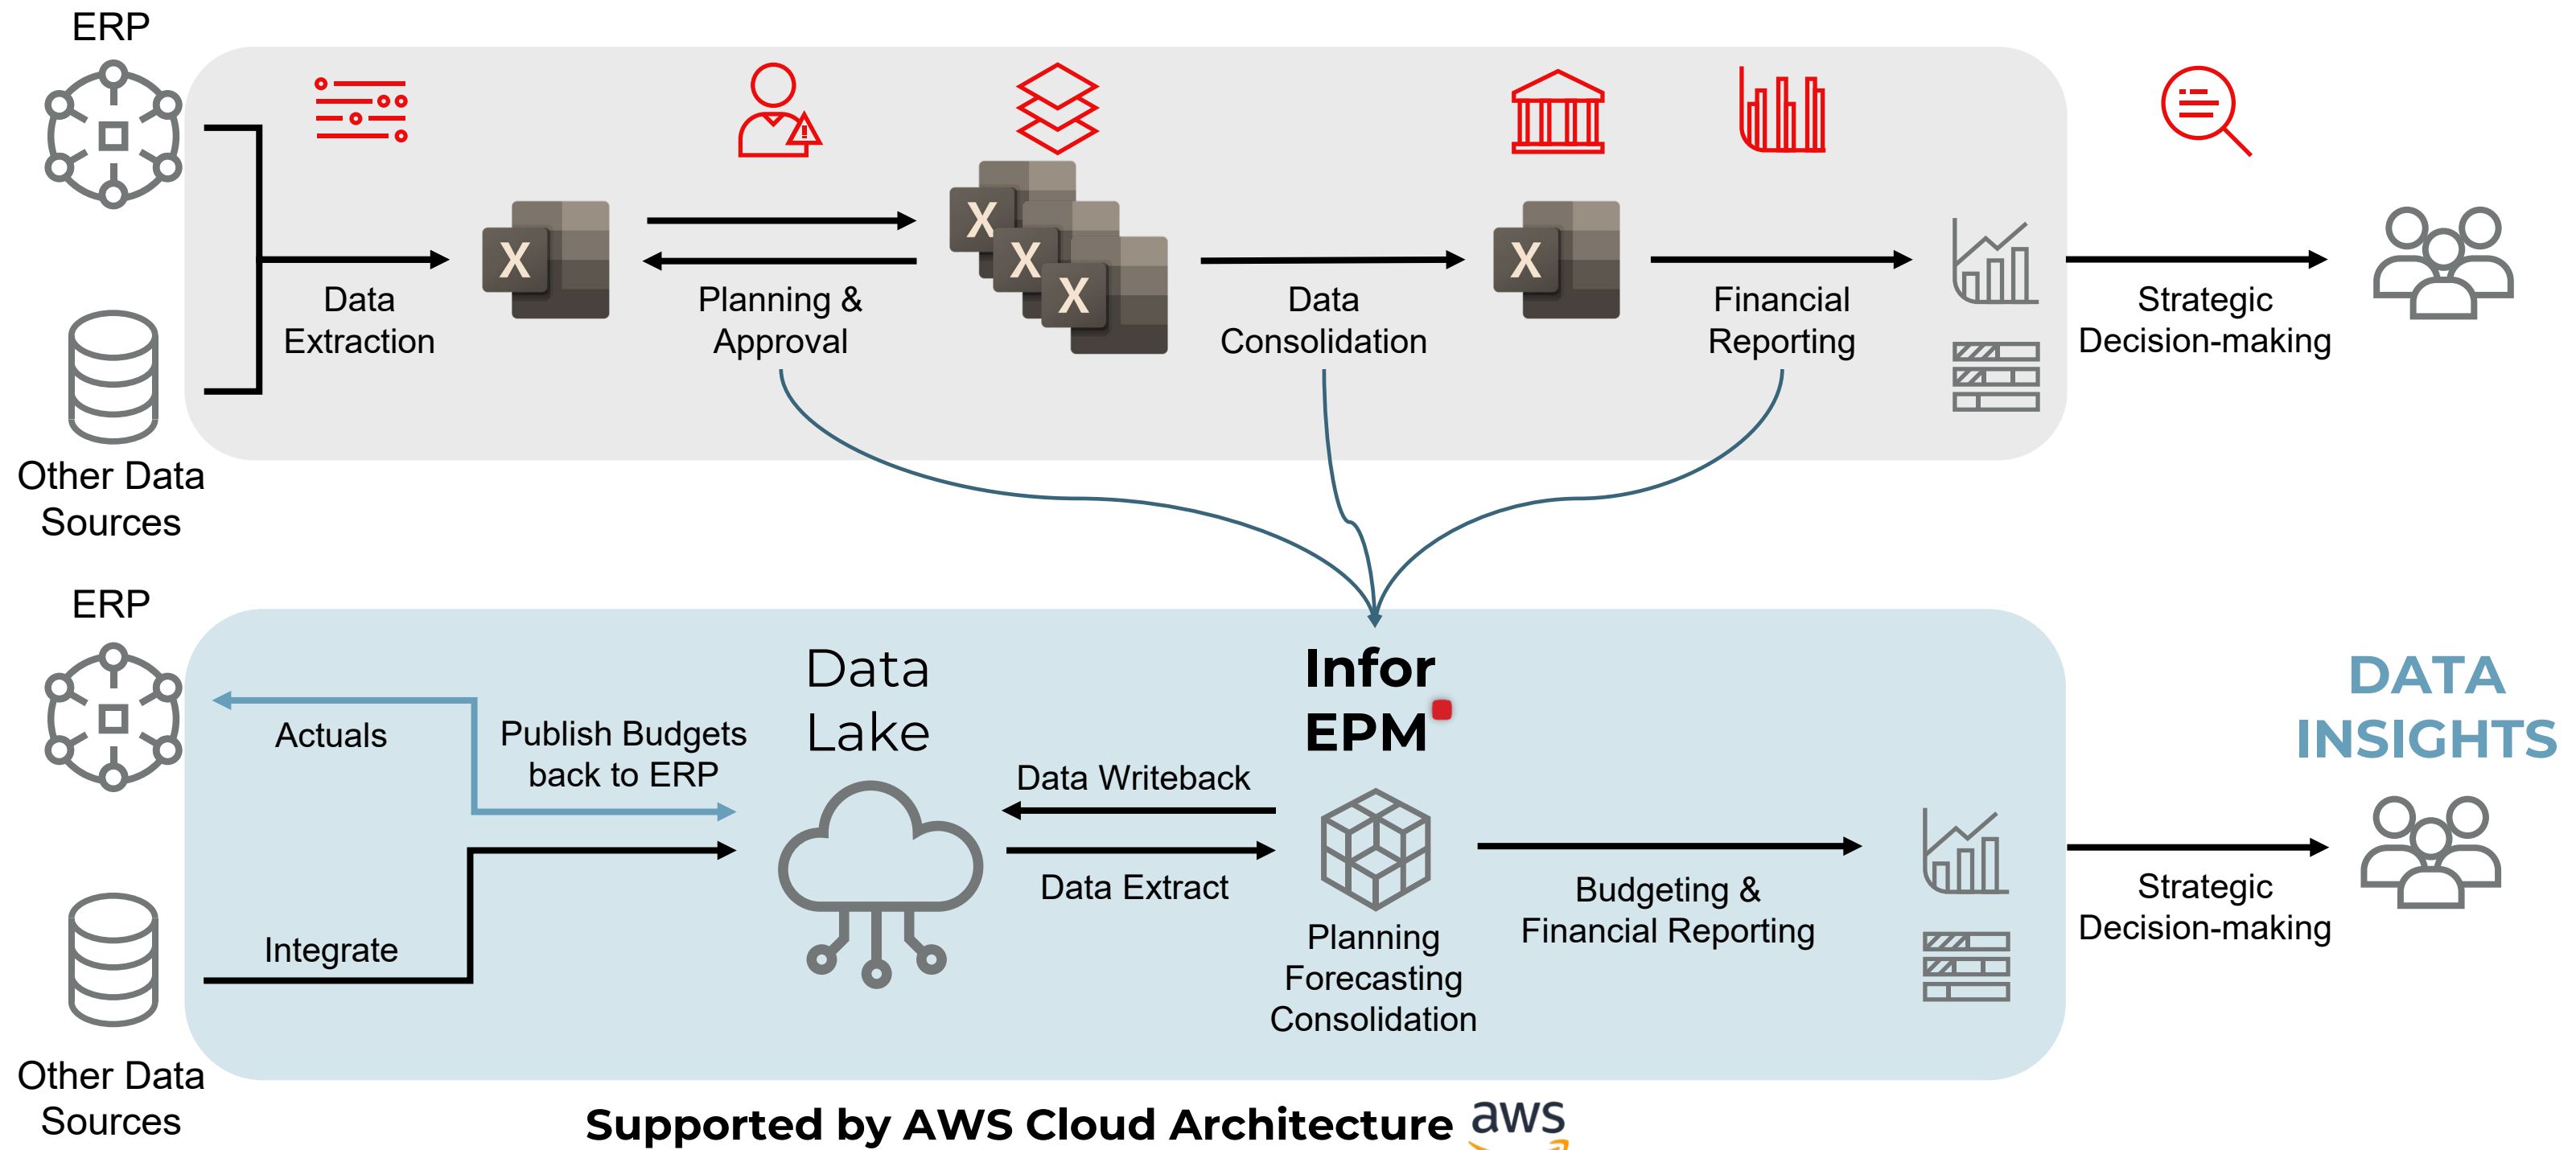 ERP
X
X
X
X
X
Data
Extraction
Planning &
Approval
Data
Consolidation
Financial
Reporting
Strategic
Decision-making
Other Data
Sources
ERP
Data
Lake
Infor
EPM
DATA
INSIGHTS
Actuals
Publish Budgets
back to ERP
Data Writeback
Data Extract
Integrate
Planning
Forecasting
Consolidation
Budgeting &
Financial Reporting
Strategic
Decision-making
Other Data
Sources
Supported by AWS Cloud Architecture
aws